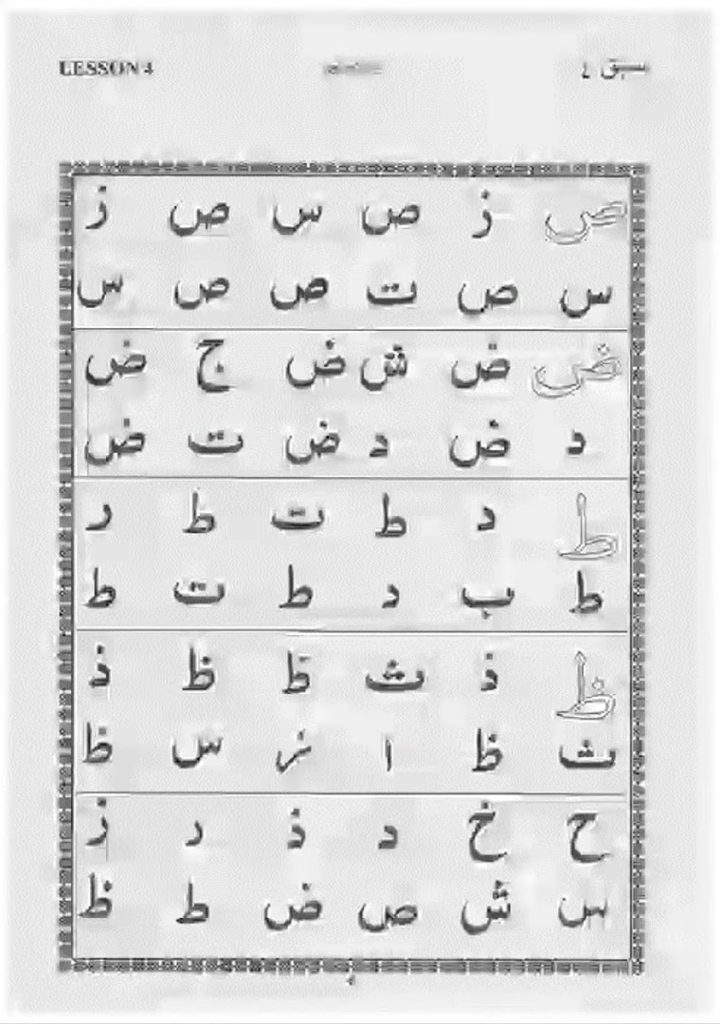 LESSON 4
سبق ٤
ص ز ص س ص ز
س ص ت ص ص س
ض ض ش ض ج ض
د ض د ض ت ض
ط د ط ت ط ر
ط ب د ط ت ط
ظ ذ ث ظ ظ ذ
ث ظ ا س ظ
ح خ د ذ ر ز
س ش ص ض ط ظ